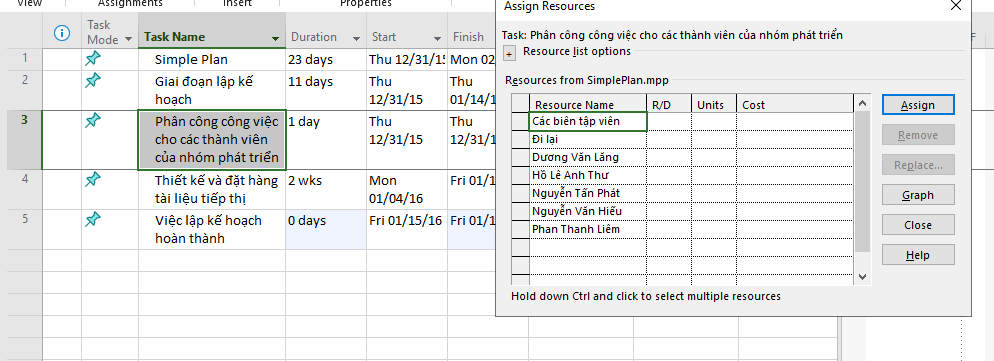 View Assignments Insert Properties
Task Mode Task Name Duration Start Finish
1 Simple Plan 23 days Thu 12/31/15 Mon 02
2 Giai đoạn lập kế hoạch 11 days Thu 12/31/15 Thu 01/14/1
3 Phân công công việc cho các thành viên của nhóm phát triển 1 day Thu 12/31/15 Thu 12/31/1
4 Thiết kế và đặt hàng tài liệu tiếp thị 2 wks Mon 01/04/16 Fri 01/1
5 Việc lập kế hoạch hoàn thành 0 days Fri 01/15/16 Fri 01/1
Assign Resources
Task: Phân công công việc cho các thành viên của nhóm phát triển
+ Resource list options
Resources from SimplePlan.mpp
Resource Name R/D Units Cost
Các biên tập viên
Đi lại
Dương Văn Lăng
Hồ Lê Anh Thư
Nguyễn Tấn Phát
Nguyễn Văn Hiếu
Phan Thanh Liêm
Assign
Remove
Replace...
Graph
Close
Help
Hold down Ctrl and click to select multiple resources
F